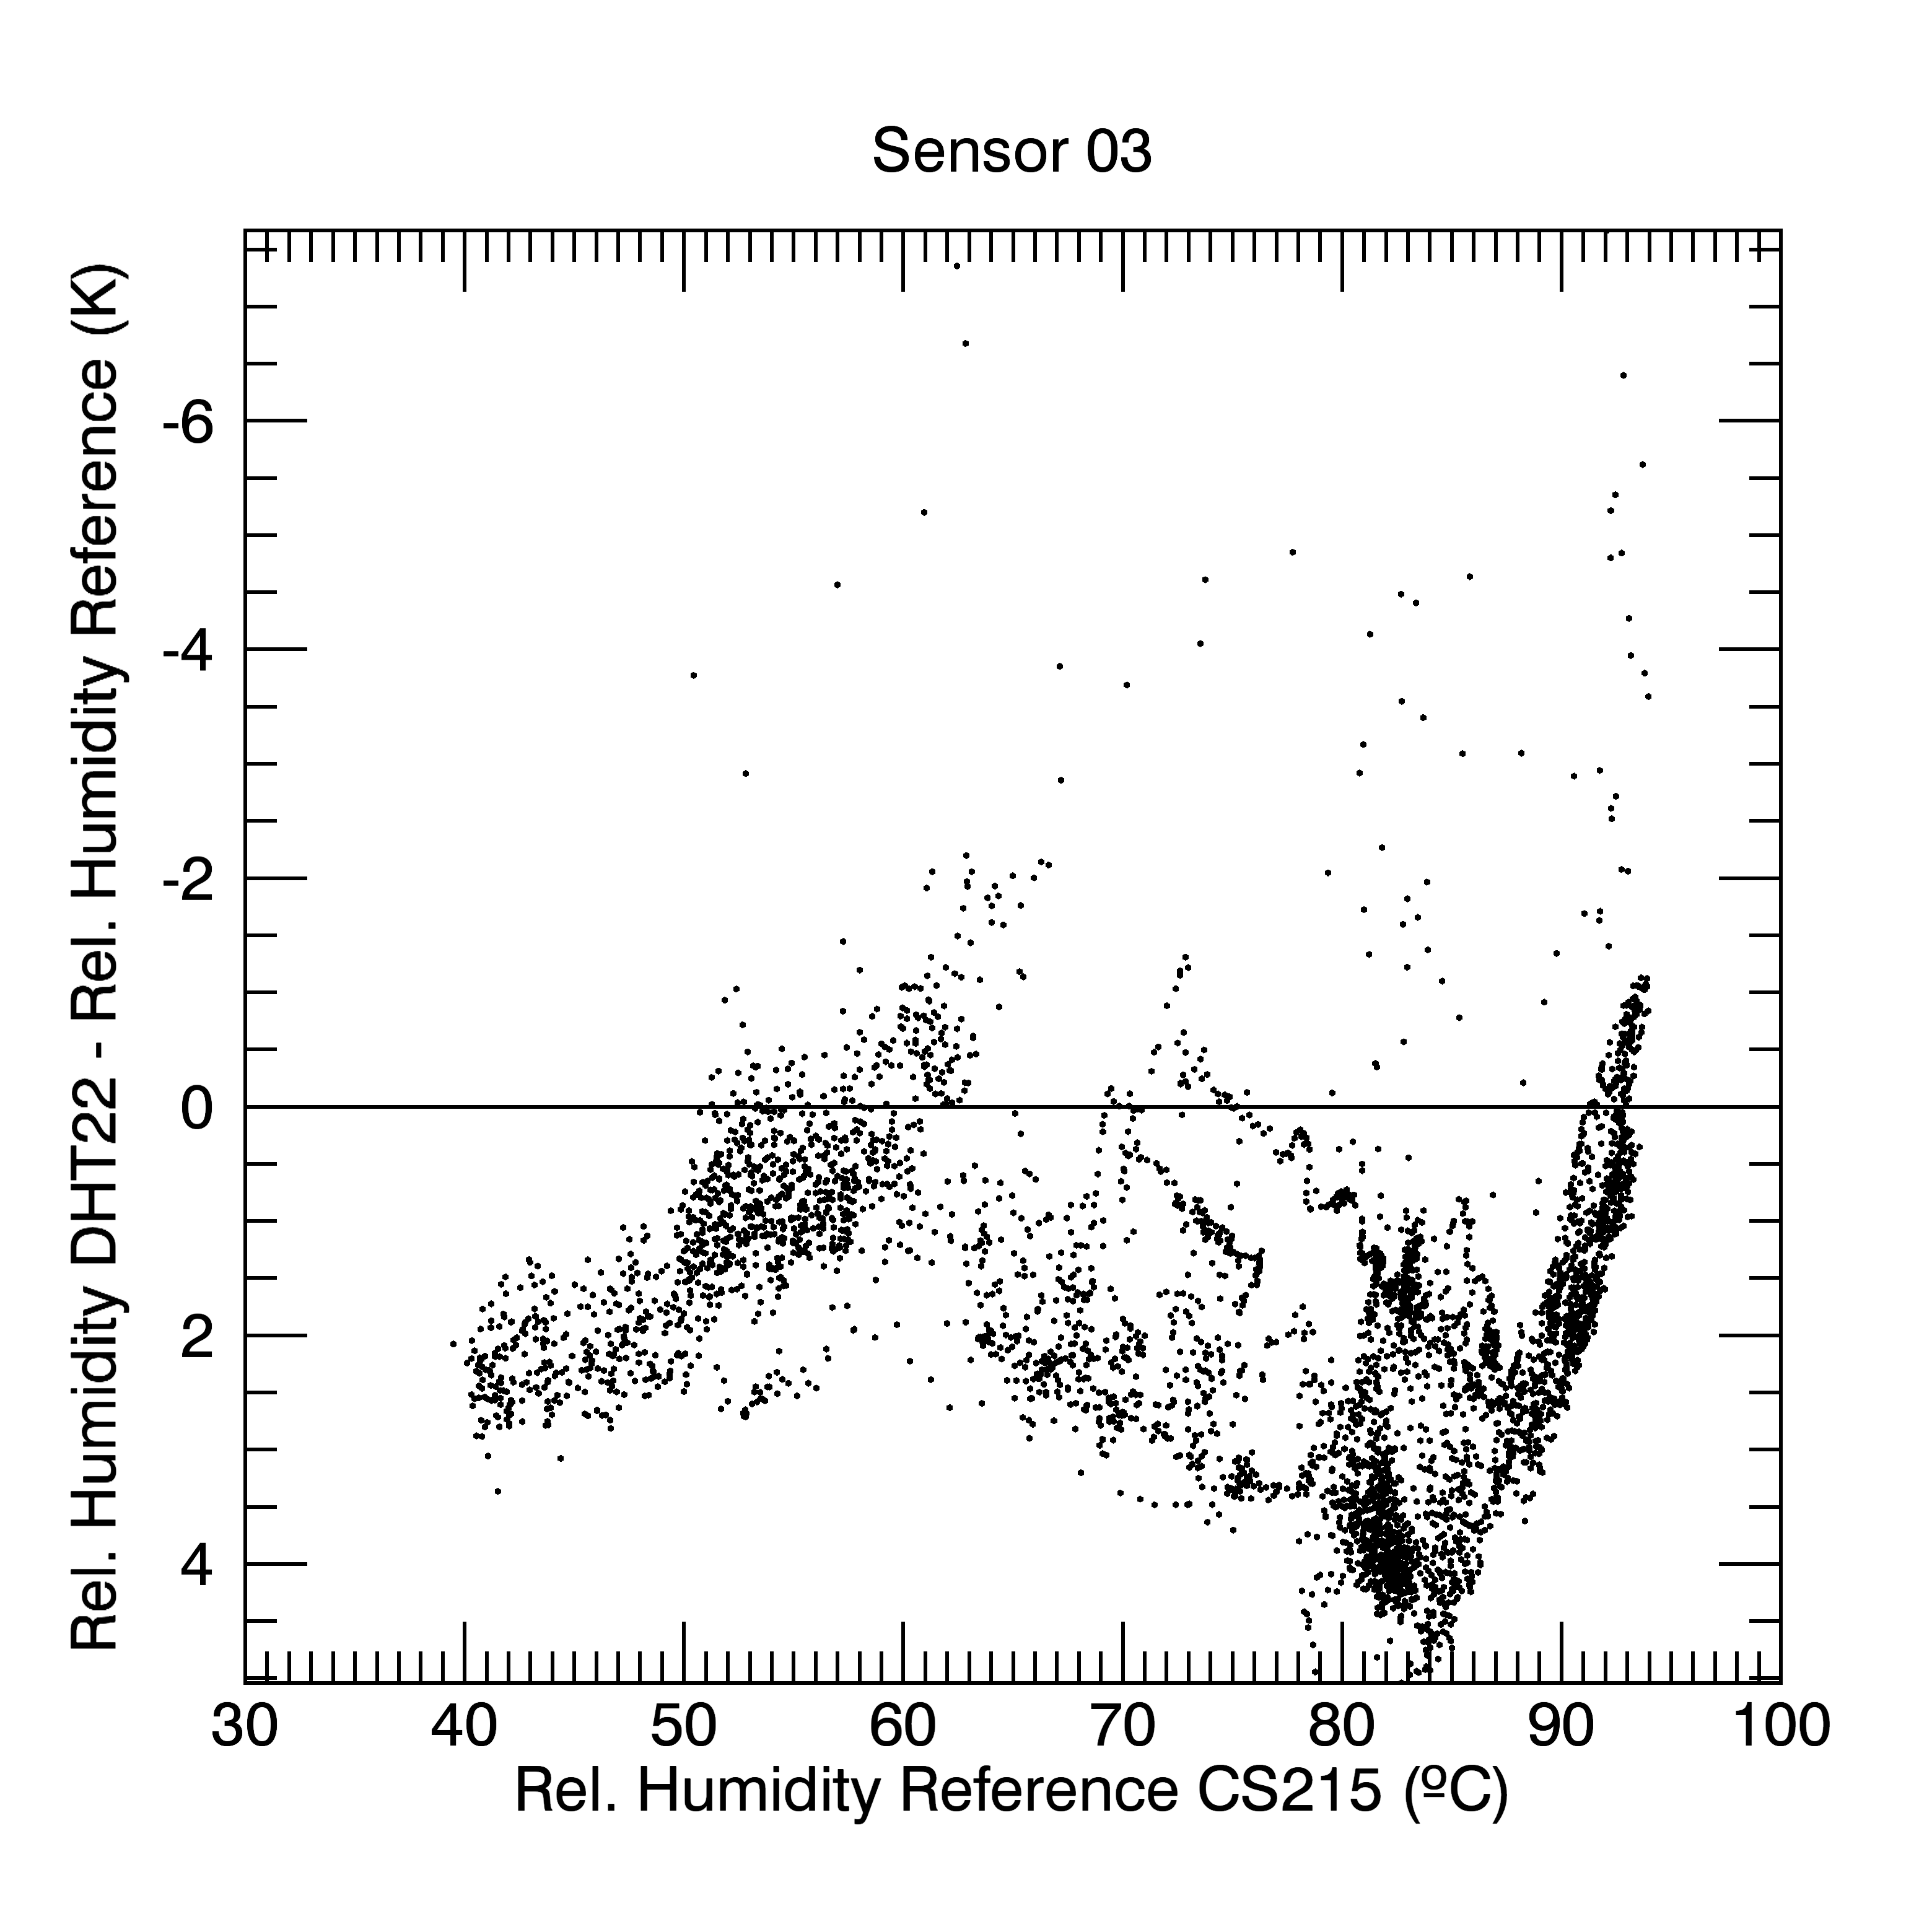 Sensor 03
Rel. Humidity DHT22 - Rel. Humidity Reference (K)
-6
-4
-2
0
2
4
30 40 50 60 70 80 90 100
Rel. Humidity Reference CS215 (ºC)